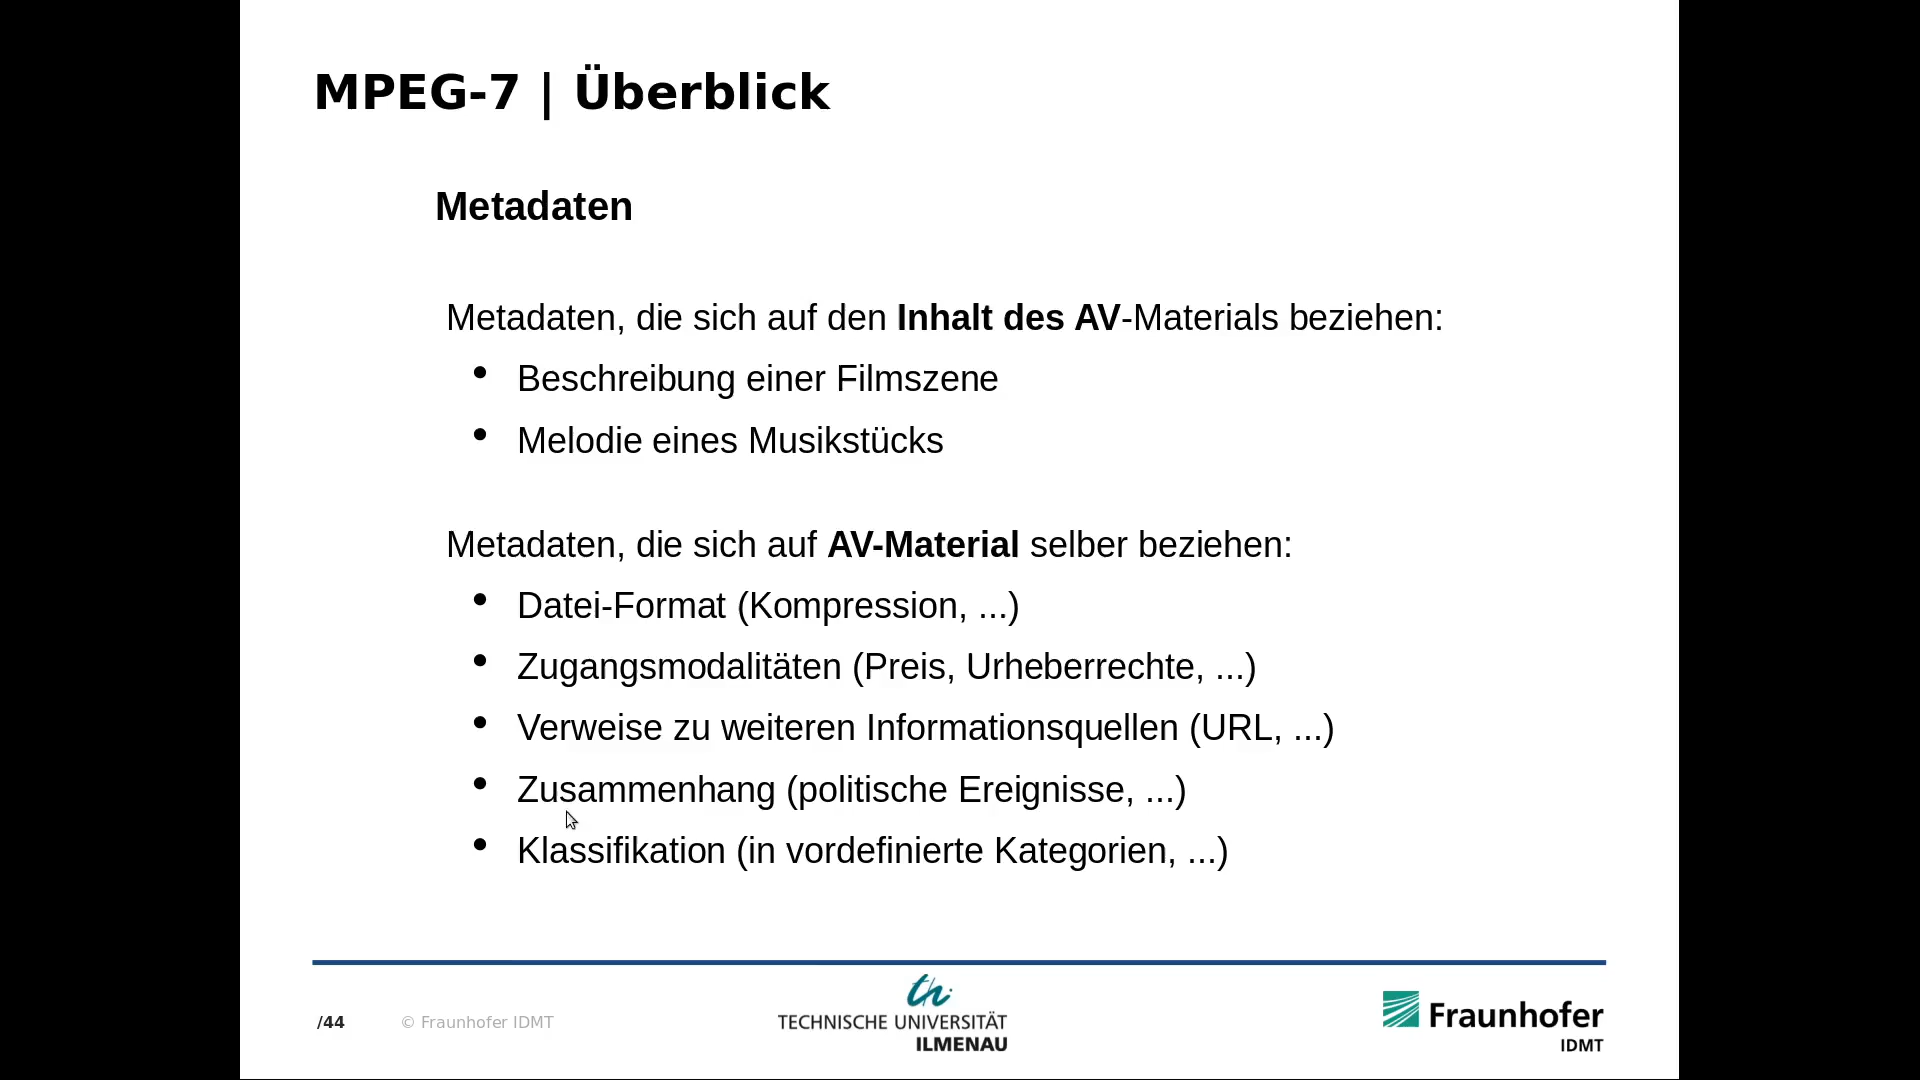 MPEG-7 | Überblick
Metadaten
Metadaten, die sich auf den Inhalt des AV-Materials beziehen:
• Beschreibung einer Filmszene
• Melodie eines Musikstücks
Metadaten, die sich auf AV-Material selber beziehen:
• Datei-Format (Kompression, ...)
• Zugangsmodalitäten (Preis, Urheberrechte, ...)
• Verweise zu weiteren Informationsquellen (URL, ...)
• Zusammenhang (politische Ereignisse, ...)
• Klassifikation (in vordefinierte Kategorien, ...)
/44
© Fraunhofer IDMT
th
TECHNISCHE UNIVERSITÄT
ILMENAU
Fraunhofer
IDMT